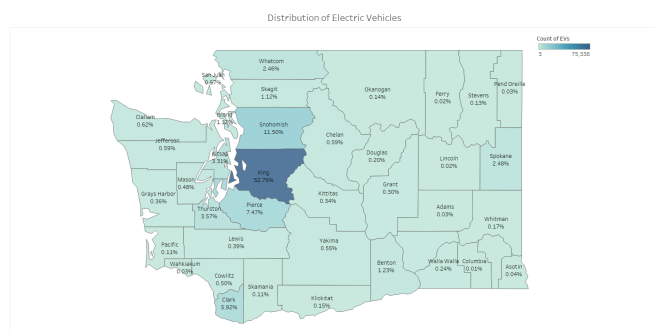 Distribution of Electric Vehicles
Count of EVs
3 75,338
Whatcom
2.46%
San Juan
0.67%
Skagit
1.12%
Okanogan
0.14%
Ferry
0.02%
Stevens
0.13%
Pend Oreille
0.03%
Island
Clallam
0.62%
Snohomish
11.50%
Chelan
0.59%
Jefferson
0.59%
Kitsap
3.31%
Douglas
0.20%
Lincoln
0.02%
Spokane
2.48%
King
Mason
0.48%
Grant
0.30%
Grays Harbor
0.36%
Kittitas
0.34%
Pierce
7.47%
Thurston
3.57%
Adams
0.03%
Whitman
0.17%
Lewis
0.39%
Yakima
0.55%
Pacific
0.11%
Wahkiakum
0.03%
Benton
1.23%
Walla Walla
0.24%
Columbia
0.01%
Asotin
0.04%
Cowlitz
0.50%
Skamania
0.11%
Clark
5.92%
Klickitat
0.15%